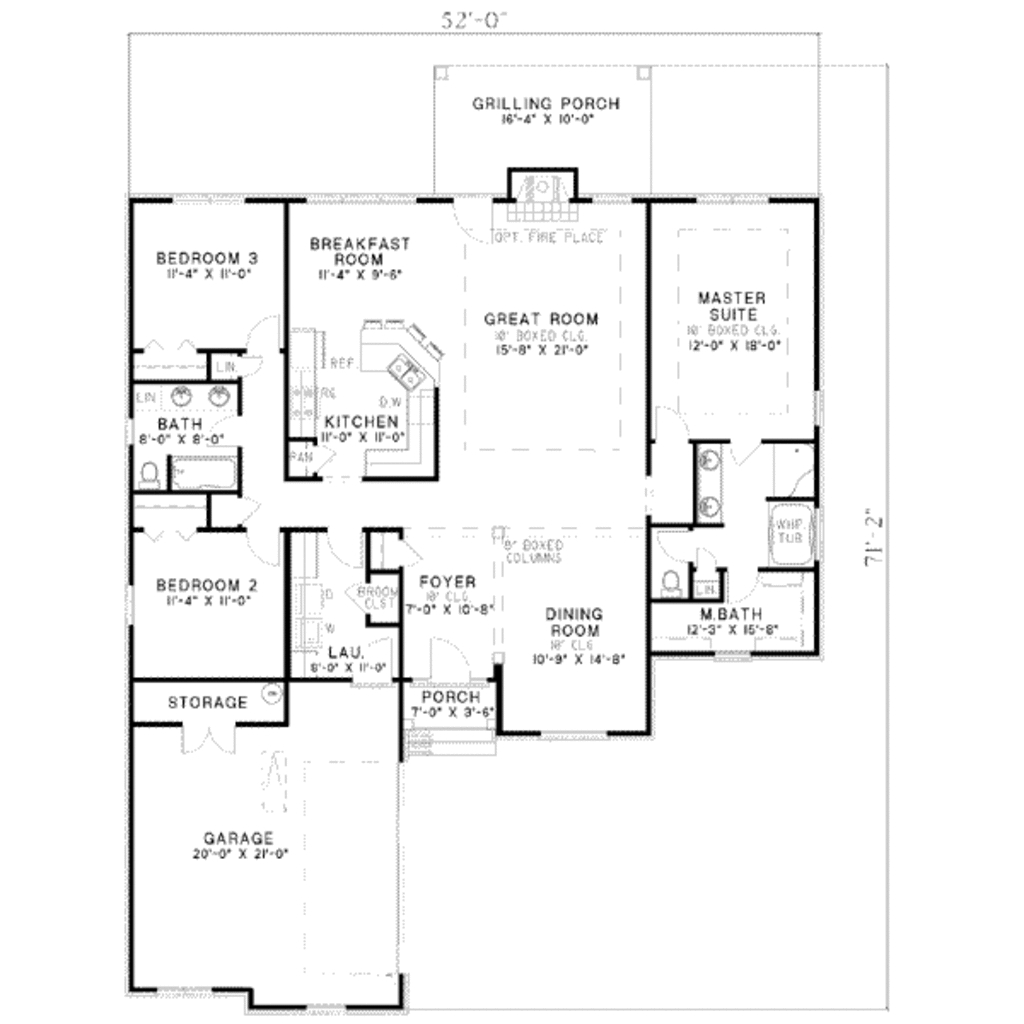 52'-0"
GRILLING PORCH
16'-4" X 10'-0"
OPT. FIRE PLACE
BEDROOM 3
11'-4" X 11'-0"
BREAKFAST
ROOM
11'-4" X 9'-6"
GREAT ROOM
10' BOXED CLG.
15'-8" X 21'-0"
MASTER
SUITE
10' BOXED CLG.
12'-0" X 18'-0"
LIN.
REF.
LIN
BATH
8'-0" X 8'-0"
D.W
KITCHEN
11'-0" X 11'-0"
PAN
WHP.
TUB
71'-2"
8" BOXED
COLUMNS
BEDROOM 2
11'-4" X 11'-0"
D
W
BROOM
CLST
FOYER
10' CLG.
7'-0" X 10'-8"
LIN
DINING
ROOM
10' CLG
10'-9" X 14'-8"
M.BATH
12'-3" X 15'-8"
LAU.
8'-0" X 11'-0"
STORAGE
PORCH
7'-0" X 3'-6"
GARAGE
20'-0" X 21'-0"